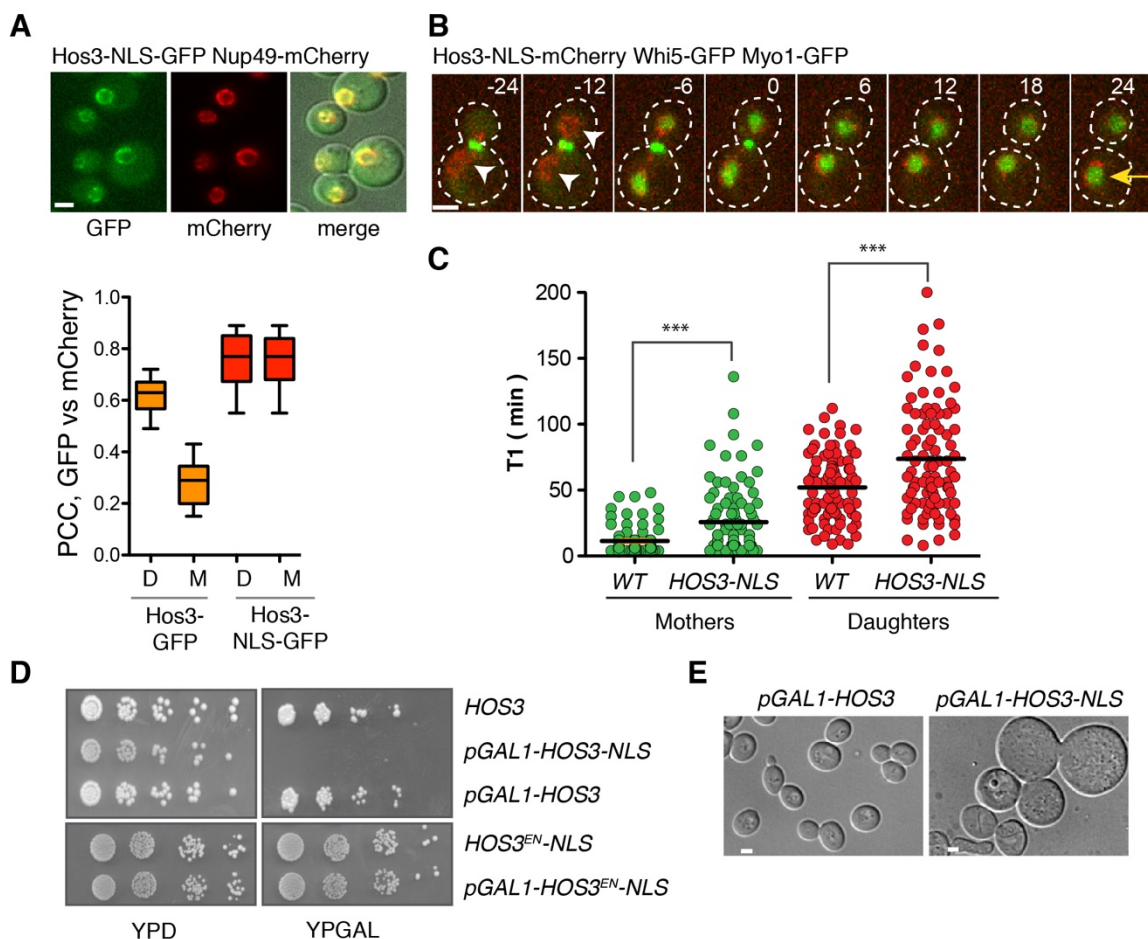 A
Hos3-NLS-GFP Nup49-mCherry
GFP
mCherry
merge
PCC, GFP vs mCherry
1.0
0.8
0.6
0.4
0.2
0.0
D
M
D
M
Hos3-
GFP
Hos3-
NLS-GFP
B
Hos3-NLS-mCherry Whi5-GFP Myo1-GFP
-24
-12
-6
0
6
12
18
24
C
T1 ( min )
200
150
100
50
0
***
***
WT
HOS3-NLS
WT
HOS3-NLS
Mothers
Daughters
D
HOS3
pGAL1-HOS3-NLS
pGAL1-HOS3
HOS3EN-NLS
pGAL1-HOS3EN-NLS
YPD
YPGAL
E
pGAL1-HOS3
pGAL1-HOS3-NLS